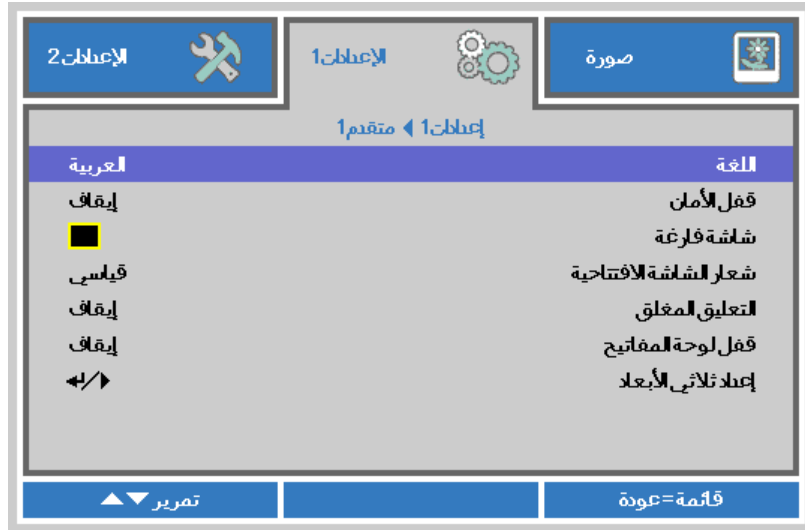 صورة
الإعدادات1
الإعدادات2
إعدادات1 ▶ متقدم1
اللغة العربية
قفل الأمان إيقاف
شاشة فارغة
شعار الشاشة الافتتاحية قياسي
التعليق المغلق إيقاف
قفل لوحة المفاتيح إيقاف
إعداد ثلاثي الأبعاد ▶/↵
قائمة=عودة
تمرير ▼▲